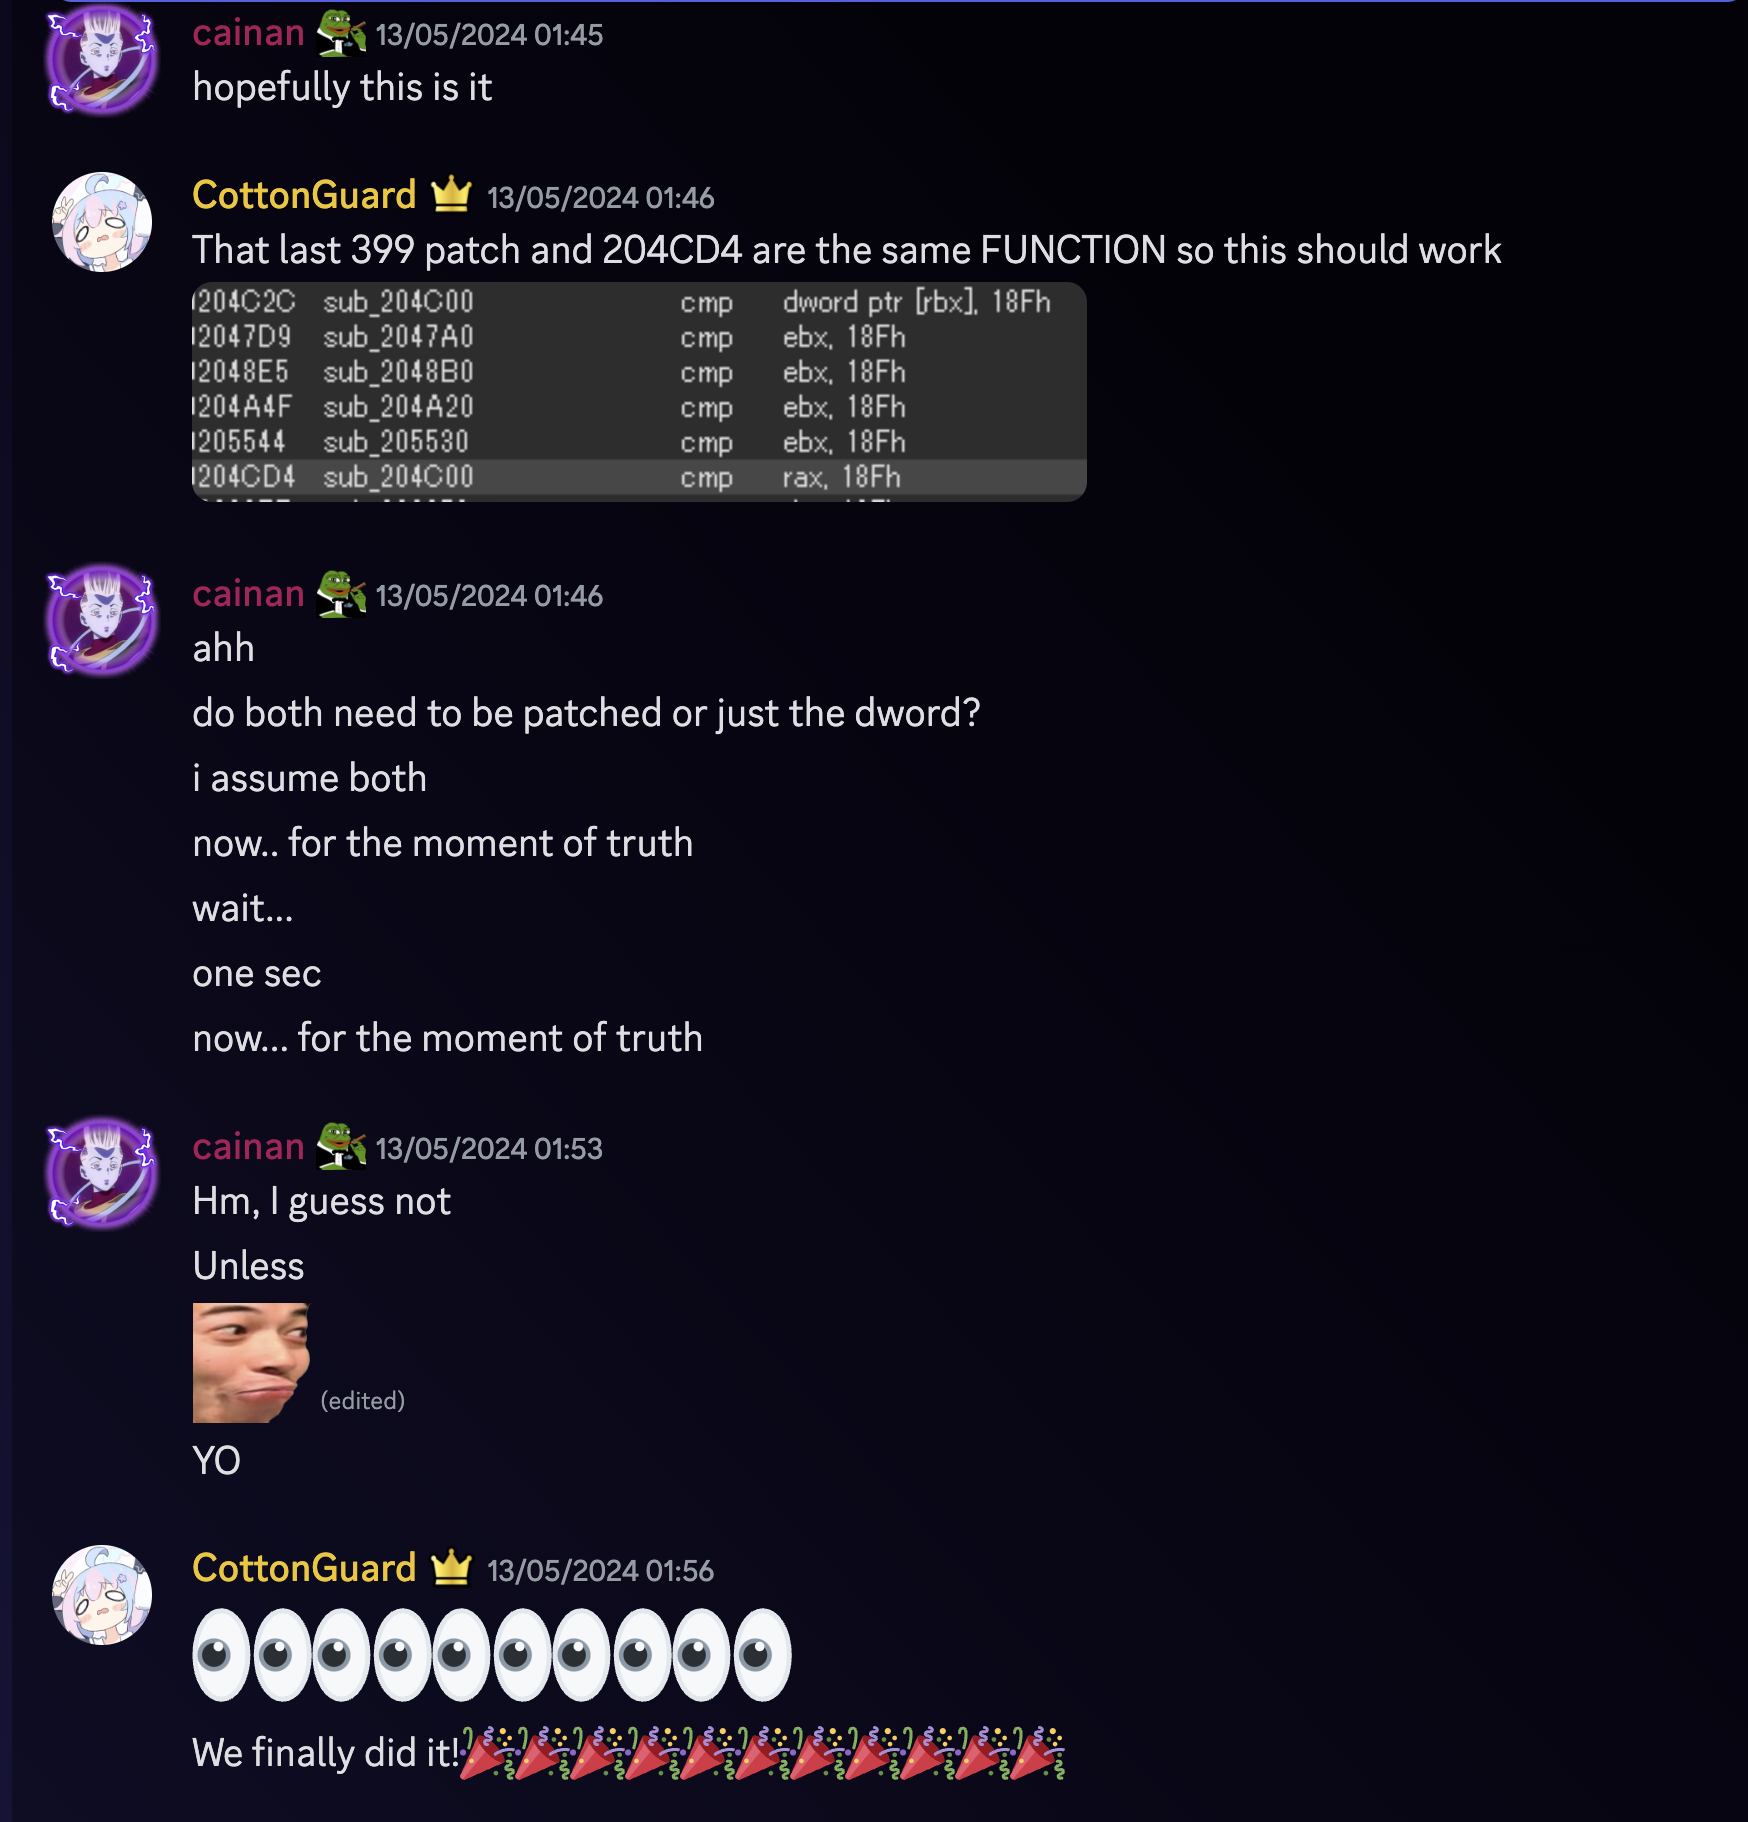 cainan 13/05/2024 01:45
hopefully this is it
CottonGuard 13/05/2024 01:46
That last 399 patch and 204CD4 are the same FUNCTION so this should work
204C2C sub_204C00 cmp dword ptr [rbx], 18Fh
2047D9 sub_2047A0 cmp ebx, 18Fh
2048E5 sub_2048B0 cmp ebx, 18Fh
204A4F sub_204A20 cmp ebx, 18Fh
205544 sub_205530 cmp ebx, 18Fh
204CD4 sub_204C00 cmp rax, 18Fh
cainan 13/05/2024 01:46
ahh
do both need to be patched or just the dword?
i assume both
now.. for the moment of truth
wait...
one sec
now... for the moment of truth
cainan 13/05/2024 01:53
Hm, I guess not
Unless
(edited)
YO
CottonGuard 13/05/2024 01:56
We finally did it!